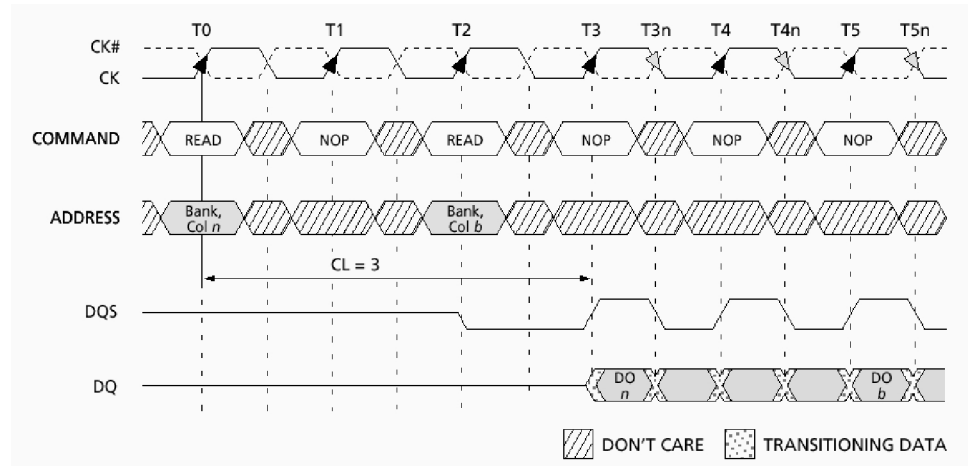 T0 T1 T2 T3 T3n T4 T4n T5 T5n
CK#
CK
COMMAND READ NOP READ NOP NOP NOP
ADDRESS Bank, Col n Bank, Col b
CL = 3
DQS
DQ DO n DO b
DON'T CARE TRANSITIONING DATA